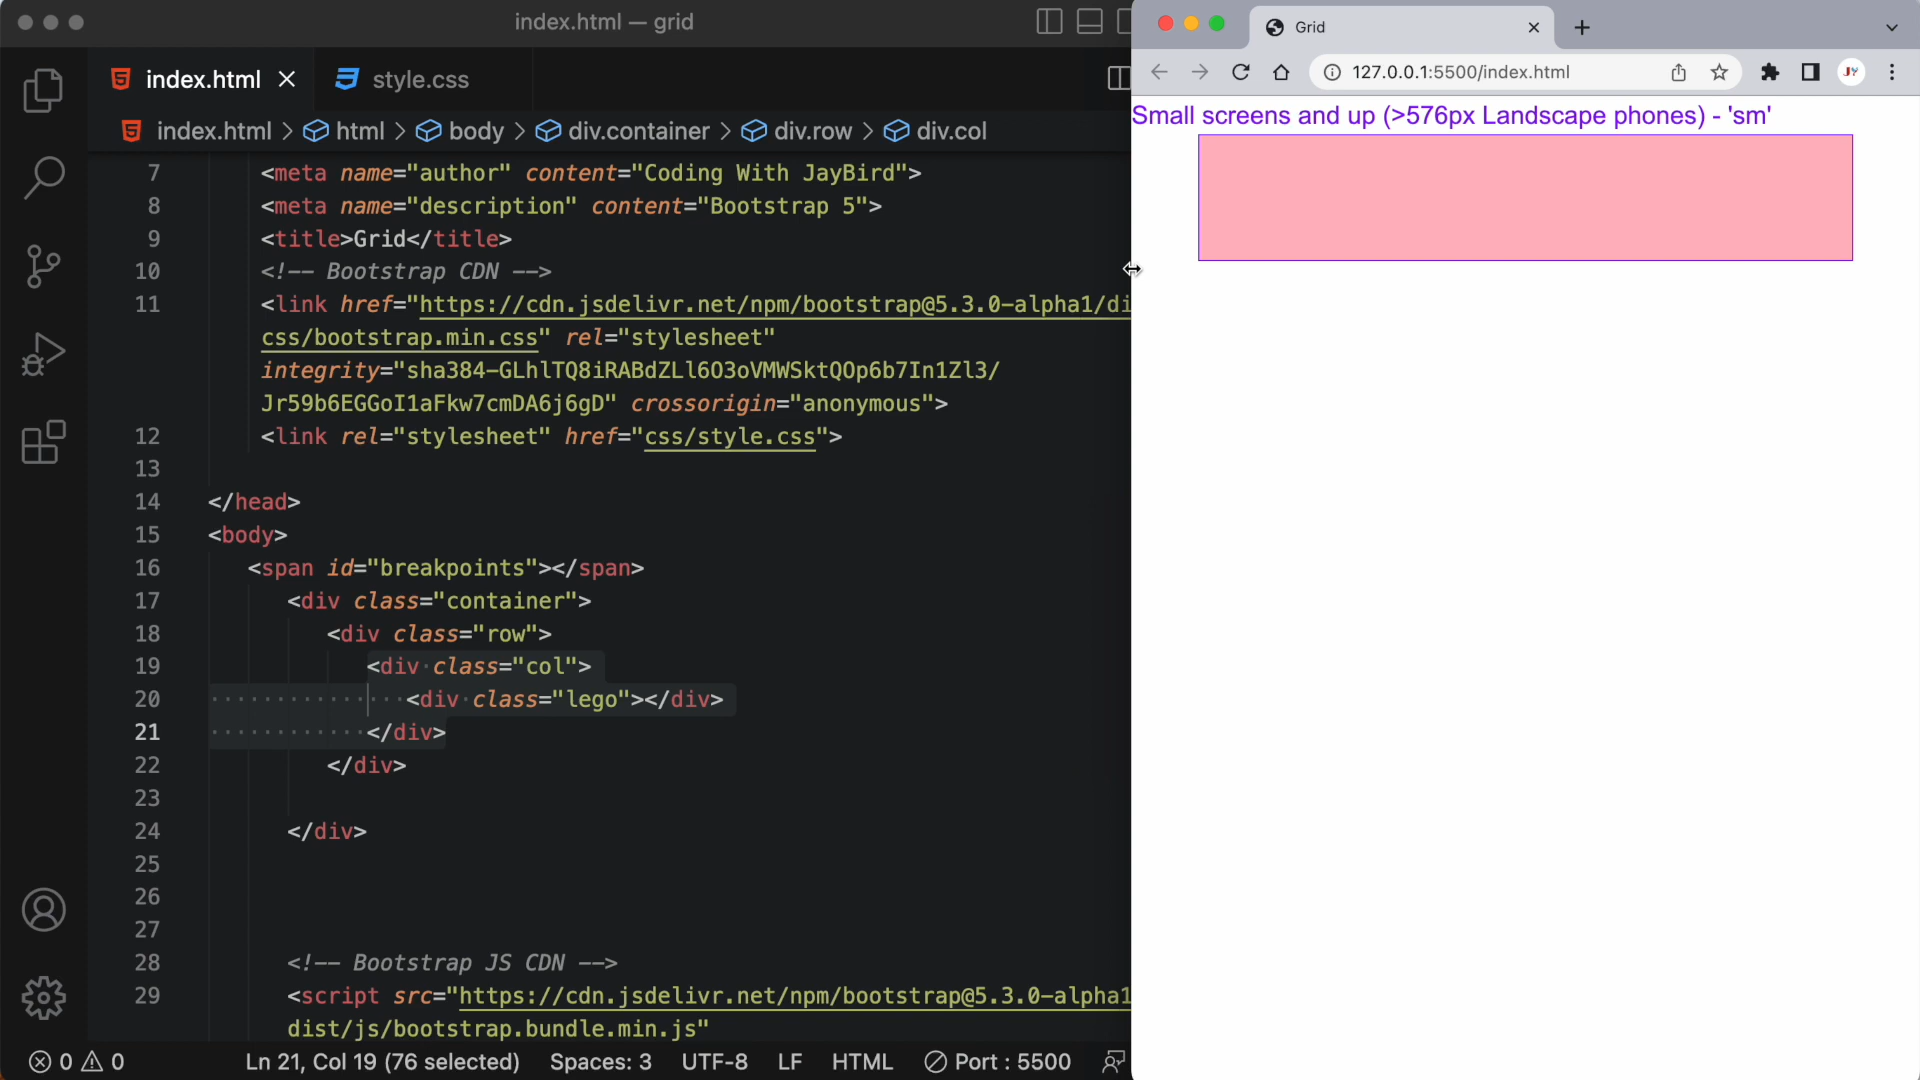 index.html — grid
index.html
style.css
index.html > html > body > div.container > div.row > div.col
7 <meta name="author" content="Coding With JayBird">
8 <meta name="description" content="Bootstrap 5">
9 <title>Grid</title>
10 <!-- Bootstrap CDN -->
11 <link href="https://cdn.jsdelivr.net/npm/bootstrap@5.3.0-alpha1/di
css/bootstrap.min.css" rel="stylesheet"
integrity="sha384-GLhlTQ8iRABdZLl6O3oVMWSktQOp6b7In1Zl3/
Jr59b6EGGoI1aFkw7cmDA6j6gD" crossorigin="anonymous">
12 <link rel="stylesheet" href="css/style.css">
13
14 </head>
15 <body>
16 <span id="breakpoints"></span>
17 <div class="container">
18 <div class="row">
19 <div class="col">
20 <div class="lego"></div>
21 </div>
22 </div>
23
24 </div>
25
26
27
28 <!-- Bootstrap JS CDN -->
29 <script src="https://cdn.jsdelivr.net/npm/bootstrap@5.3.0-alpha1
dist/js/bootstrap.bundle.min.js"
0 0 Ln 21, Col 19 (76 selected) Spaces: 3 UTF-8 LF HTML Port : 5500
Grid
127.0.0.1:5500/index.html
JY
Small screens and up (>576px Landscape phones) - 'sm'